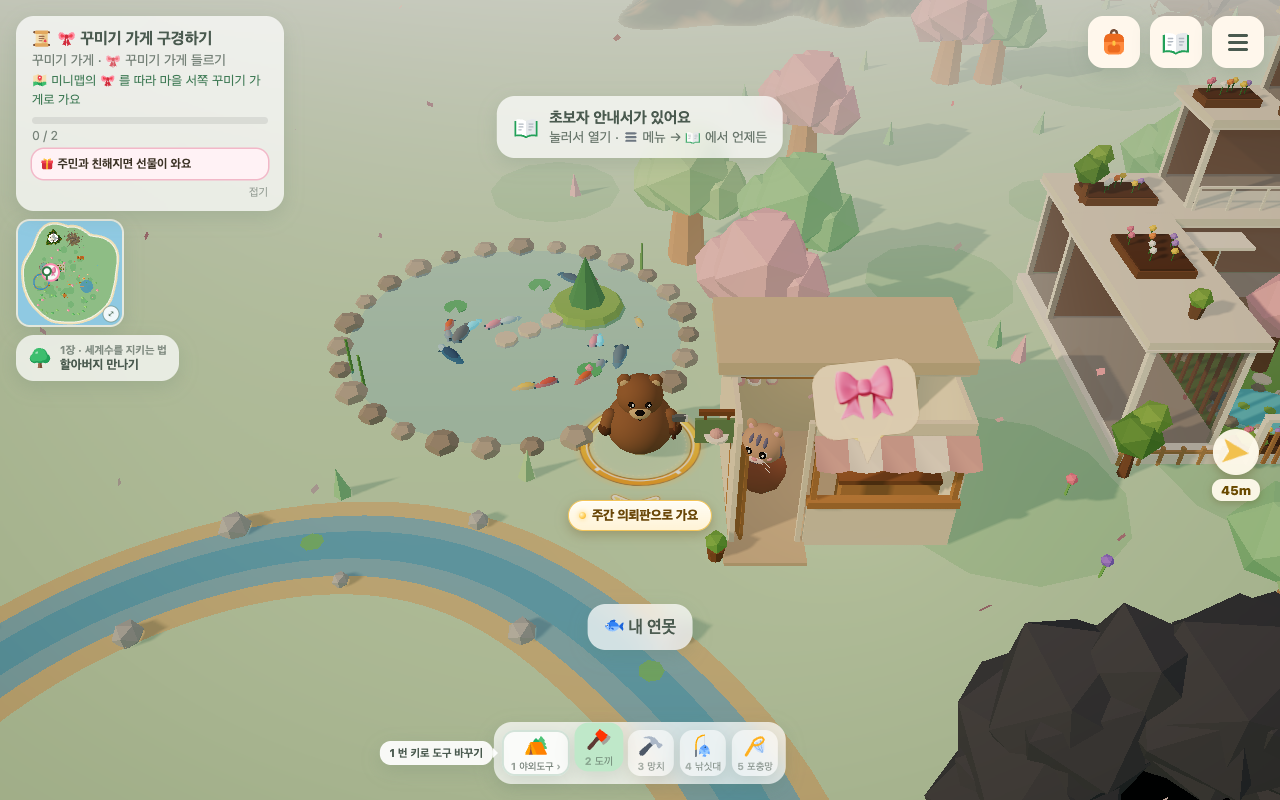 꾸미기 가게 구경하기
꾸미기 가게 · 꾸미기 가게 들르기
미니맵의 를 따라 마을 서쪽 꾸미기 가
게로 가요
0 / 2
주민과 친해지면 선물이 와요
접기
1장 · 세계수를 지키는 법
할아버지 만나기
초보자 안내서가 있어요
눌러서 열기 · 메뉴 → 에서 언제든
45m
주간 의뢰판으로 가요
내 연못
1 번 키로 도구 바꾸기
1 야외도구 ›
2 도끼
3 망치
4 낚싯대
5 포충망